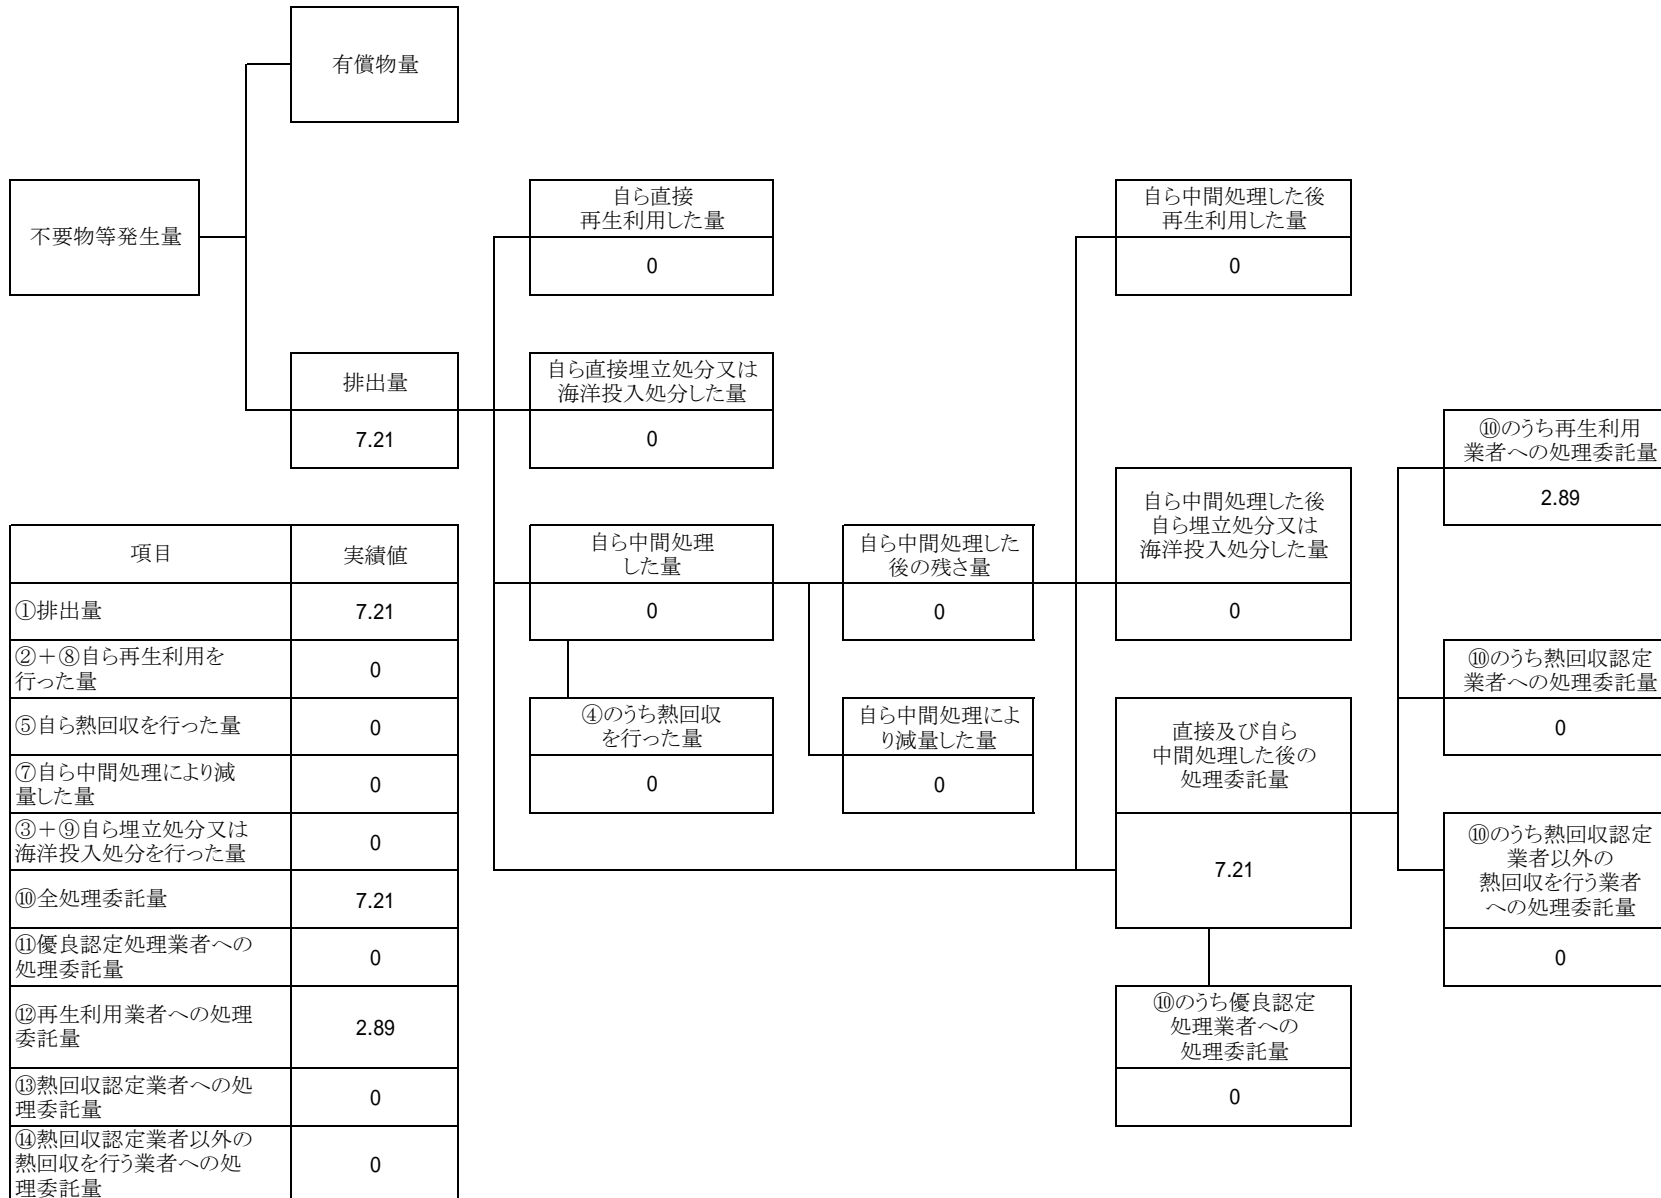 有償物量
不要物等発生量
自ら直接
再生利用した量
0
自ら中間処理した後
再生利用した量
0
排出量
7.21
自ら直接埋立処分又は
海洋投入処分した量
0
⑩のうち再生利用
業者への処理委託量
2.89
自ら中間処理した後
自ら埋立処分又は
海洋投入処分した量
0
自ら中間処理
した量
0
自ら中間処理した
後の残さ量
0
⑩のうち熱回収認定
業者への処理委託量
0
④のうち熱回収
を行った量
0
自ら中間処理によ
り減量した量
0
直接及び自ら
中間処理した後の
処理委託量
7.21
⑩のうち熱回収認定
業者以外の
熱回収を行う業者
への処理委託量
0
⑩のうち優良認定
処理業者への
処理委託量
0
項目 実績値
①排出量 7.21
②＋⑧自ら再生利用を
行った量 0
⑤自ら熱回収を行った量 0
⑦自ら中間処理により減
量した量 0
③＋⑨自ら埋立処分又は
海洋投入処分を行った量 0
⑩全処理委託量 7.21
⑪優良認定処理業者への
処理委託量 0
⑫再生利用業者への処理
委託量 2.89
⑬熱回収認定業者への処
理委託量 0
⑭熱回収認定業者以外の
熱回収を行う業者への処
理委託量 0